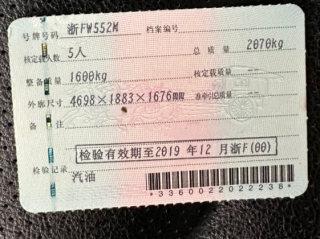 号牌号码 浙FW552M 档案编号
核定载人数 5人 总质量 2070kg
整备质量 1600kg 核定载质量 --
外廓尺寸 4698×1883×1676mm 准牵引总质量 --
备注
检验有效期至2019年12月浙F(00)
检验记录
汽油
*3360022022238*